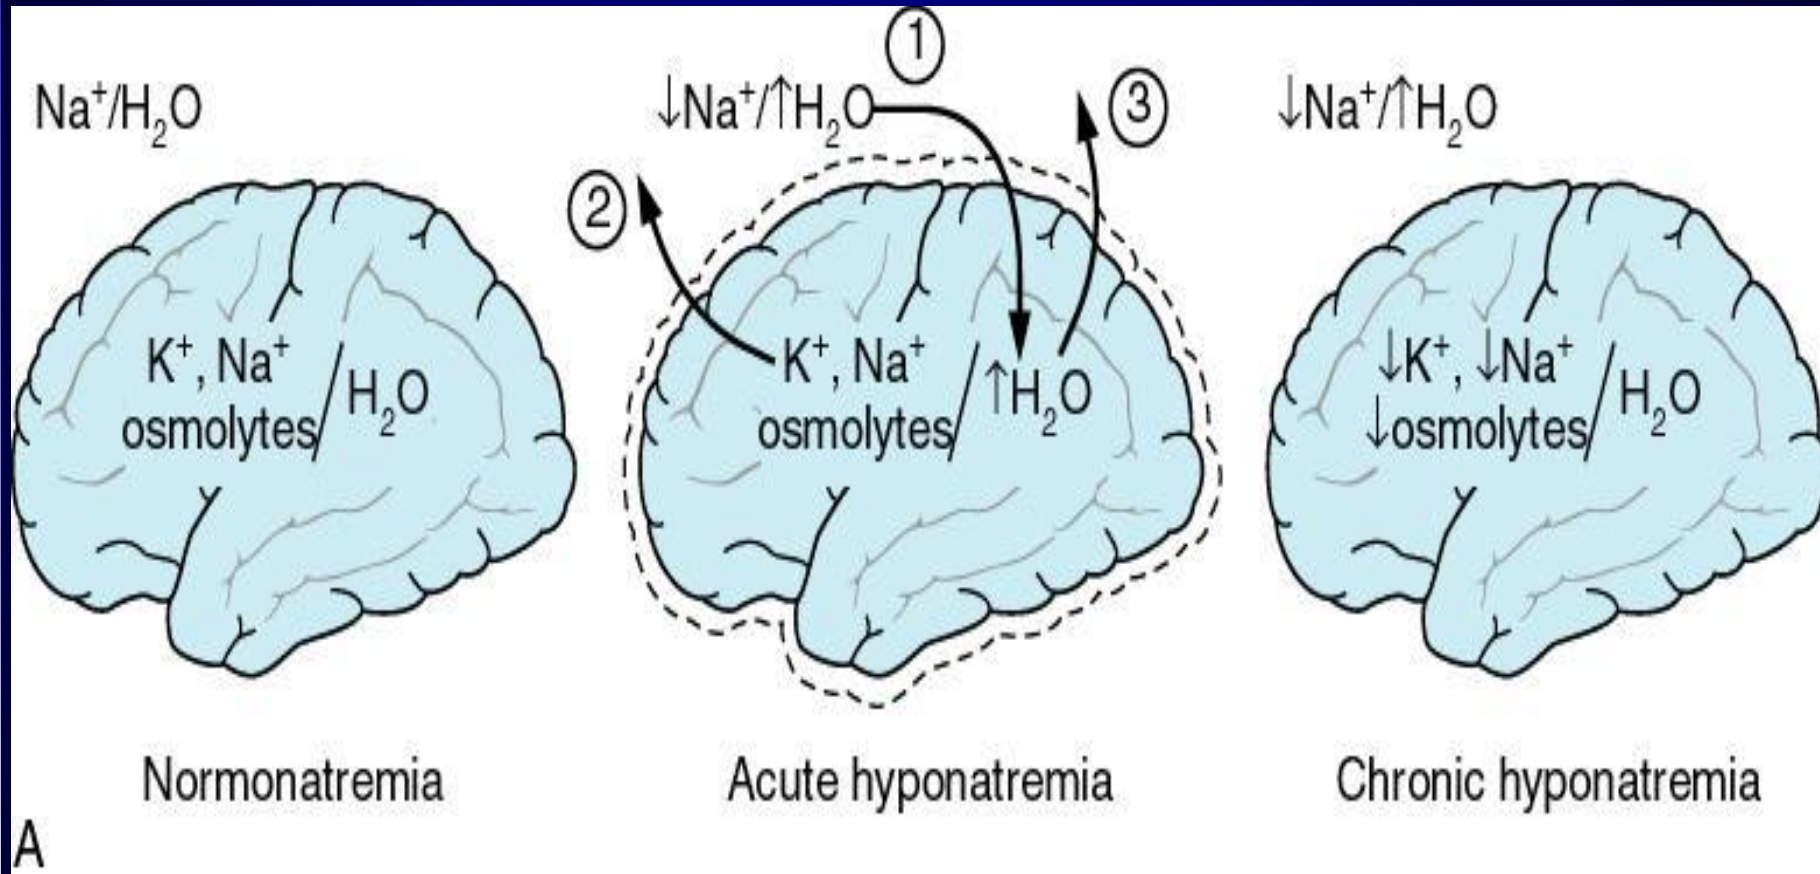 Na⁺/H₂O
↓Na⁺/↑H₂O
1
2
3
↓Na⁺/↑H₂O
K⁺, Na⁺
osmolytes/H₂O
K⁺, Na⁺
osmolytes/↑H₂O
↓K⁺, ↓Na⁺
↓osmolytes/H₂O
Normonatremia
Acute hyponatremia
Chronic hyponatremia
A